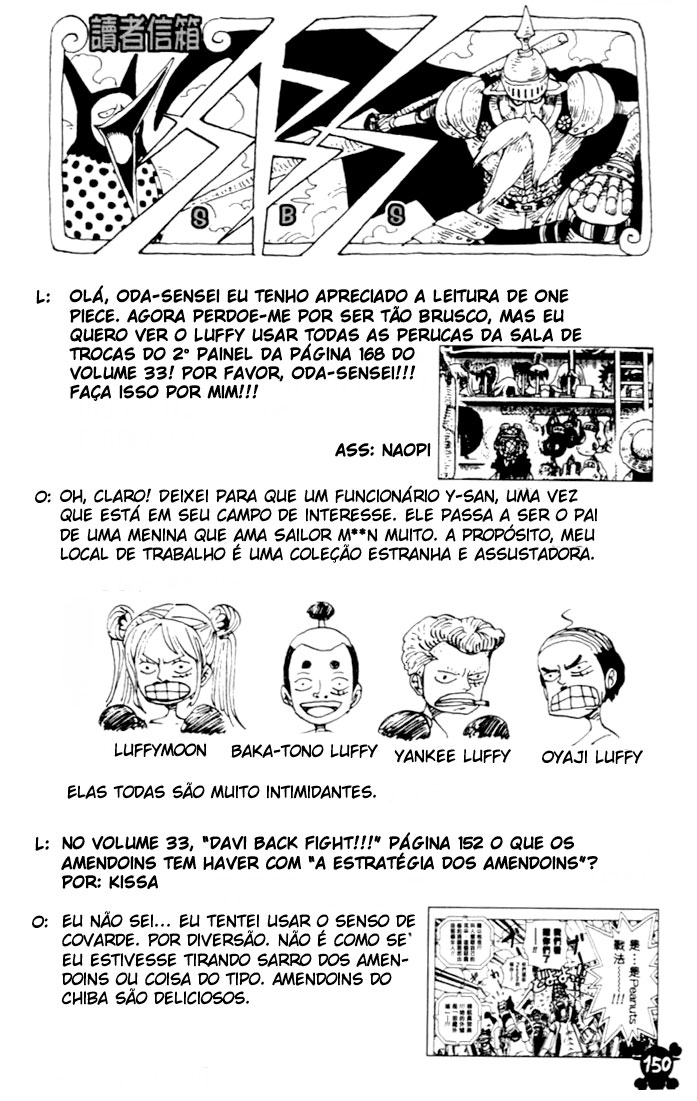 讀者信箱
S B S
L: OLÁ, ODA-SENSEI EU TENHO APRECIADO A LEITURA DE ONE
PIECE. AGORA PERDOE-ME POR SER TÃO BRUSCO, MAS EU
QUERO VER O LUFFY USAR TODAS AS PERUCAS DA SALA DE
TROCAS DO 2º PAINEL DA PÁGINA 168 DO
VOLUME 33! POR FAVOR, ODA-SENSEI!!!
FAÇA ISSO POR MIM!!!
ASS: NAOPI
O: OH, CLARO! DEIXEI PARA QUE UM FUNCIONÁRIO Y-SAN, UMA VEZ
QUE ESTÁ EM SEU CAMPO DE INTERESSE. ELE PASSA A SER O PAI
DE UMA MENINA QUE AMA SAILOR M**N MUITO. A PROPÓSITO, MEU
LOCAL DE TRABALHO É UMA COLEÇÃO ESTRANHA E ASSUSTADORA.
LUFFYMOON BAKA-TONO LUFFY YANKEE LUFFY OYAJI LUFFY
ELAS TODAS SÃO MUITO INTIMIDANTES.
L: NO VOLUME 33, "DAVI BACK FIGHT!!!" PÁGINA 152 O QUE OS
AMENDOINS TEM HAVER COM "A ESTRATÉGIA DOS AMENDOINS"?
POR: KISSA
O: EU NÃO SEI... EU TENTEI USAR O SENSO DE
COVARDE. POR DIVERSÃO. NÃO É COMO SE'
EU ESTIVESSE TIRANDO SARRO DOS AMEN-
DOINS OU COISA DO TIPO. AMENDOINS DO
CHIBA SÃO DELICIOSOS.
是…是Peanuts
戰法
150